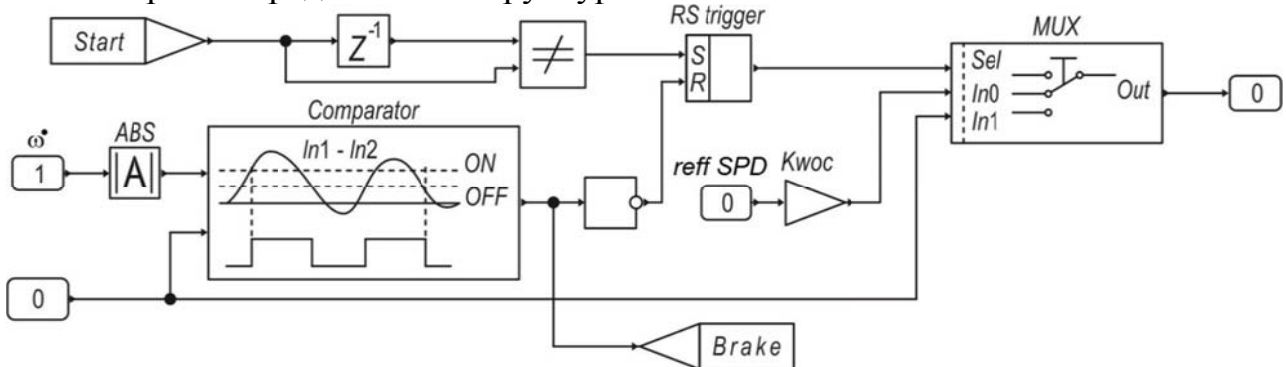 Start
Z⁻¹
≠
RS trigger
S
R
MUX
Sel
In0
In1
Out
0
ω•
1
ABS
|A|
Comparator
In1 - In2
ON
OFF
reff SPD
0
Kwoc
0
Brake